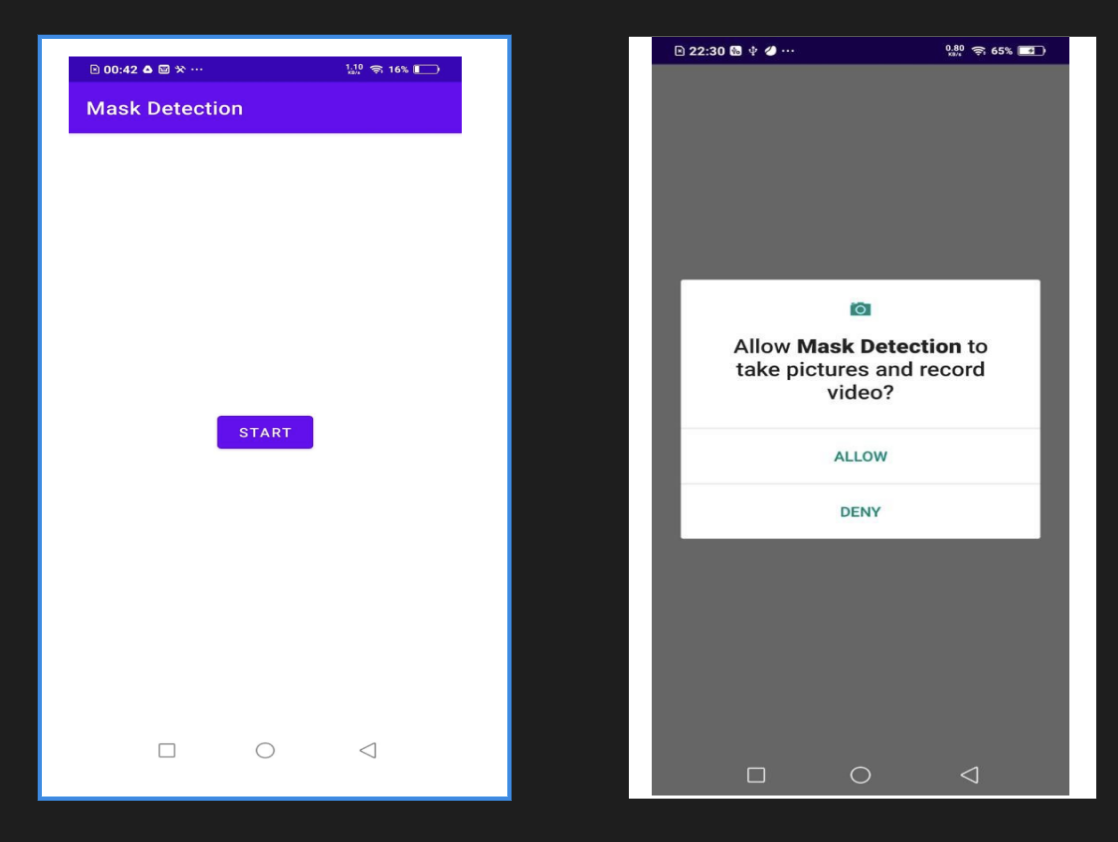 00:42 ... 1.10 KB/s 16%
Mask Detection
START
22:30 ... 0.80 KB/s 65%
Allow Mask Detection to
take pictures and record
video?
ALLOW
DENY